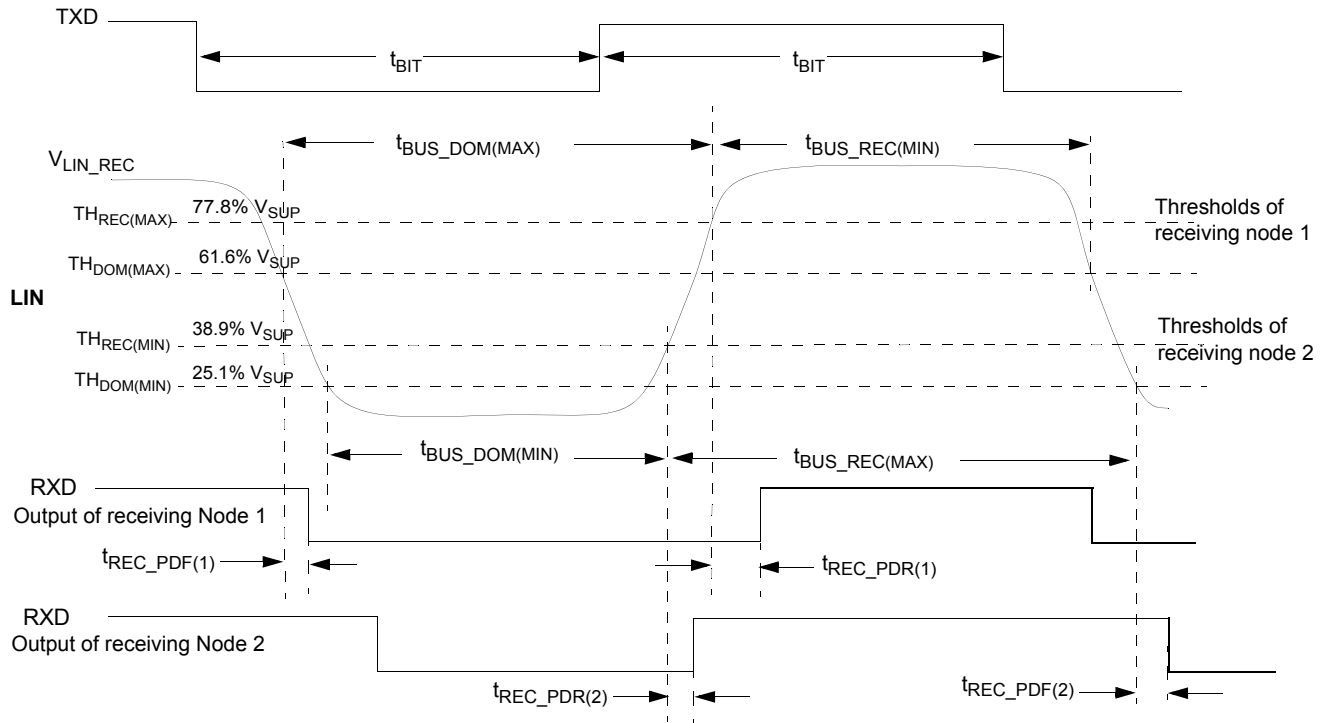 TXD
tBIT
tBIT
tBUS_DOM(MAX)
tBUS_REC(MIN)
VLIN_REC
THREC(MAX) 77.8% VSUP
Thresholds of
receiving node 1
THDOM(MAX) 61.6% VSUP
LIN
THREC(MIN) 38.9% VSUP
Thresholds of
receiving node 2
THDOM(MIN) 25.1% VSUP
tBUS_DOM(MIN)
tBUS_REC(MAX)
RXD
Output of receiving Node 1
tREC_PDF(1)
tREC_PDR(1)
RXD
Output of receiving Node 2
tREC_PDR(2)
tREC_PDF(2)